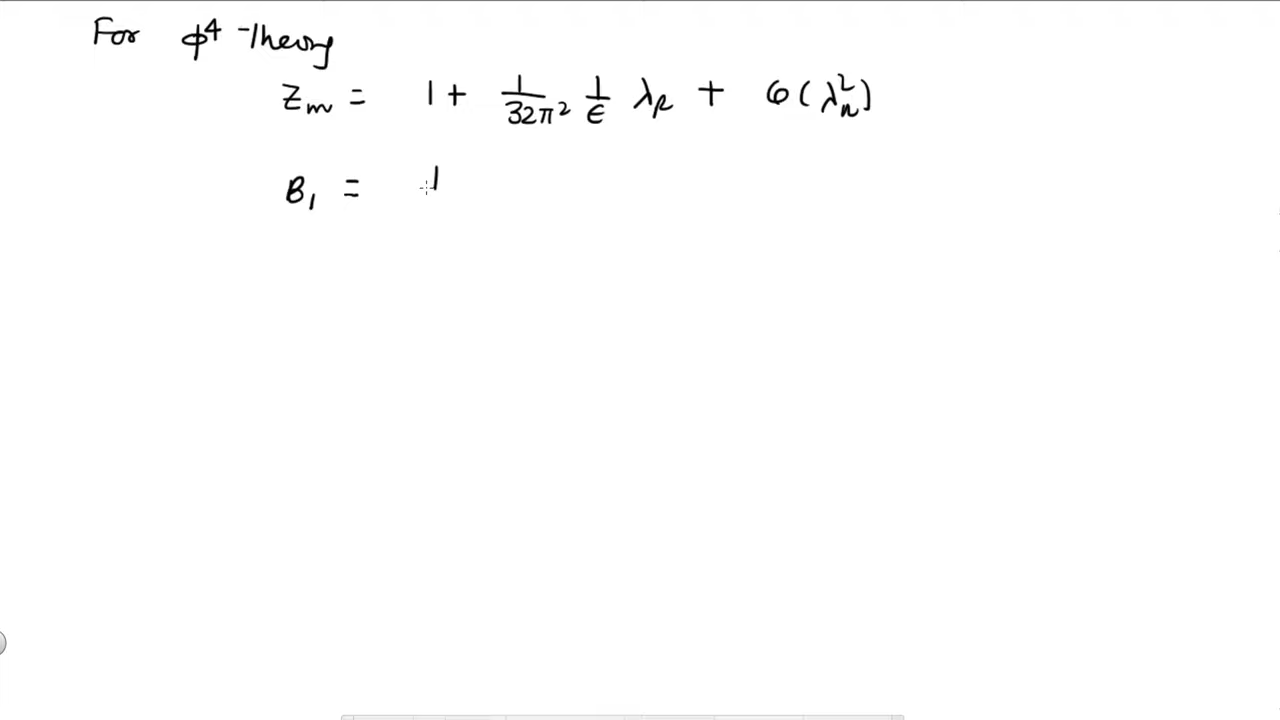 For ϕ⁴ -Theory
Z_m = 1 + 1/(32π²) 1/ϵ λ_R + O(λ_R²)
B_1 = 1